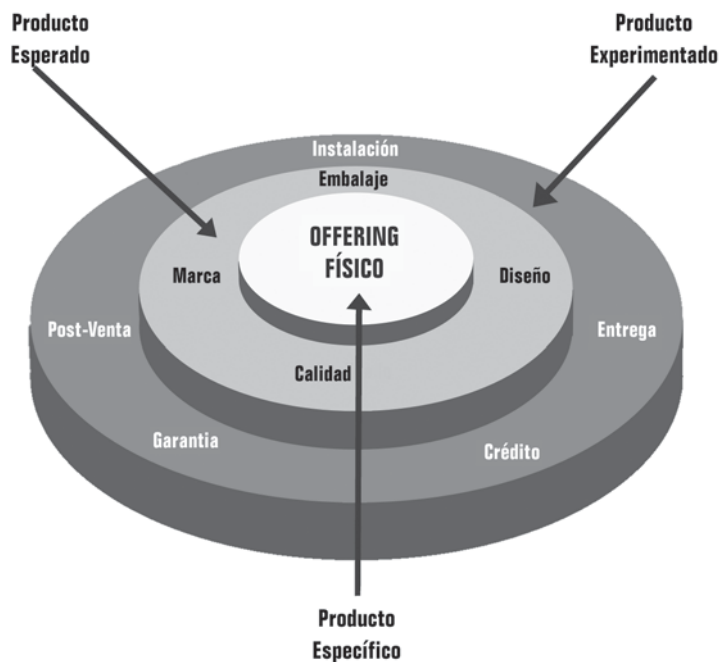 Producto
Esperado
Producto
Experimentado
Instalación
Embalaje
OFFERING
FÍSICO
Marca
Diseño
Post-Venta
Entrega
Calidad
Garantia
Crédito
Producto
Específico